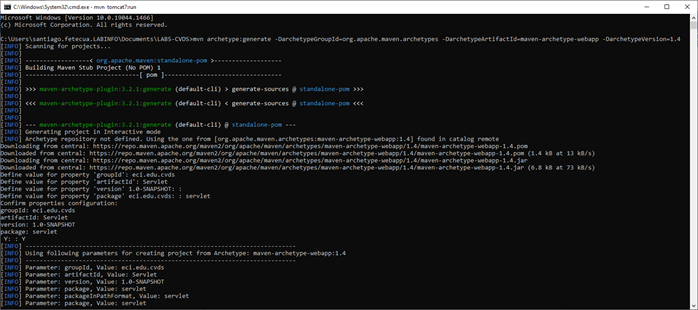 C:\Windows\System32\cmd.exe - mvn tomcat7:run
Microsoft Windows [Version 10.0.19044.1466]
(c) Microsoft Corporation. All rights reserved.
C:\Users\santiago.fetecua.LABINFO\Documents\LABS-CVDS>mvn archetype:generate -DarchetypeGroupId=org.apache.maven.archetypes -DarchetypeArtifactId=maven-archetype-webapp -DarchetypeVersion=1.4
[INFO] Scanning for projects...
[INFO]
[INFO] ------------------< org.apache.maven:standalone-pom >-------------------
[INFO] Building Maven Stub Project (No POM) 1
[INFO] --------------------------------[ pom ]---------------------------------
[INFO]
[INFO] >>> maven-archetype-plugin:3.2.1:generate (default-cli) > generate-sources @ standalone-pom >>>
[INFO]
[INFO] <<< maven-archetype-plugin:3.2.1:generate (default-cli) < generate-sources @ standalone-pom <<<
[INFO]
[INFO]
[INFO] --- maven-archetype-plugin:3.2.1:generate (default-cli) @ standalone-pom ---
[INFO] Generating project in Interactive mode
[INFO] Archetype repository not defined. Using the one from [org.apache.maven.archetypes:maven-archetype-webapp:1.4] found in catalog remote
Downloading from central: https://repo.maven.apache.org/maven2/org/apache/maven/archetypes/maven-archetype-webapp/1.4/maven-archetype-webapp-1.4.pom
Downloaded from central: https://repo.maven.apache.org/maven2/org/apache/maven/archetypes/maven-archetype-webapp/1.4/maven-archetype-webapp-1.4.pom (1.4 kB at 13 kB/s)
Downloading from central: https://repo.maven.apache.org/maven2/org/apache/maven/archetypes/maven-archetype-webapp/1.4/maven-archetype-webapp-1.4.jar
Downloaded from central: https://repo.maven.apache.org/maven2/org/apache/maven/archetypes/maven-archetype-webapp/1.4/maven-archetype-webapp-1.4.jar (6.8 kB at 73 kB/s)
Define value for property 'groupId': eci.edu.cvds
Define value for property 'artifactId': Servlet
Define value for property 'version' 1.0-SNAPSHOT: :
Define value for property 'package' eci.edu.cvds: : servlet
Confirm properties configuration:
groupId: eci.edu.cvds
artifactId: Servlet
version: 1.0-SNAPSHOT
package: servlet
Y: : Y
[INFO] ----------------------------------------------------------------------------
[INFO] Using following parameters for creating project from Archetype: maven-archetype-webapp:1.4
[INFO] ----------------------------------------------------------------------------
[INFO] Parameter: groupId, Value: eci.edu.cvds
[INFO] Parameter: artifactId, Value: Servlet
[INFO] Parameter: version, Value: 1.0-SNAPSHOT
[INFO] Parameter: package, Value: servlet
[INFO] Parameter: packageInPathFormat, Value: servlet
[INFO] Parameter: package, Value: servlet